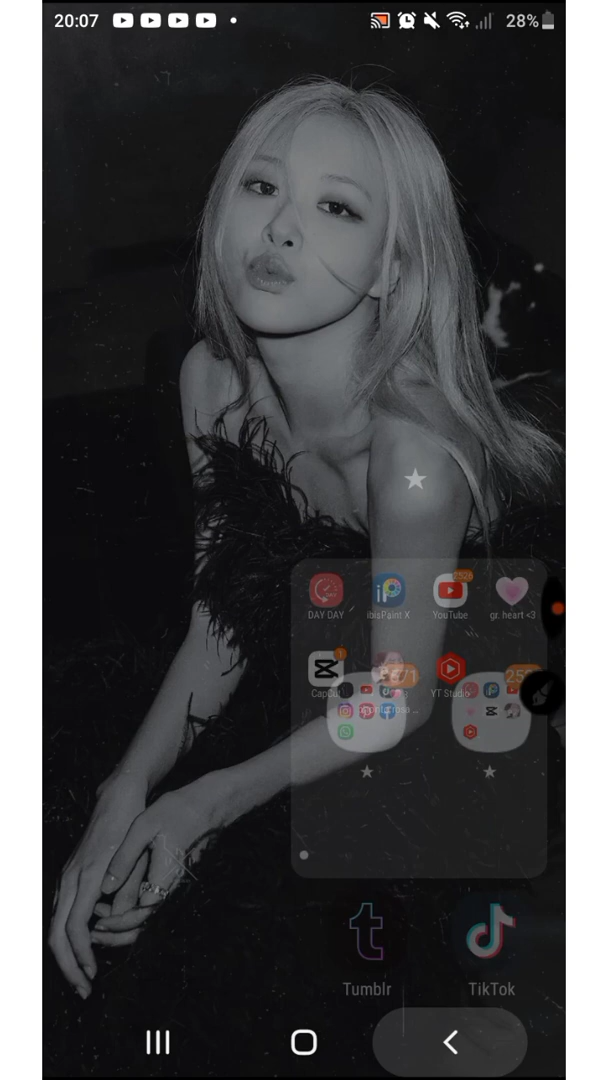 20:07 28%
★
DAY DAY ibisPaint X YouTube gr. heart <3
CapCut YT Studio
★ ★
Tumblr TikTok